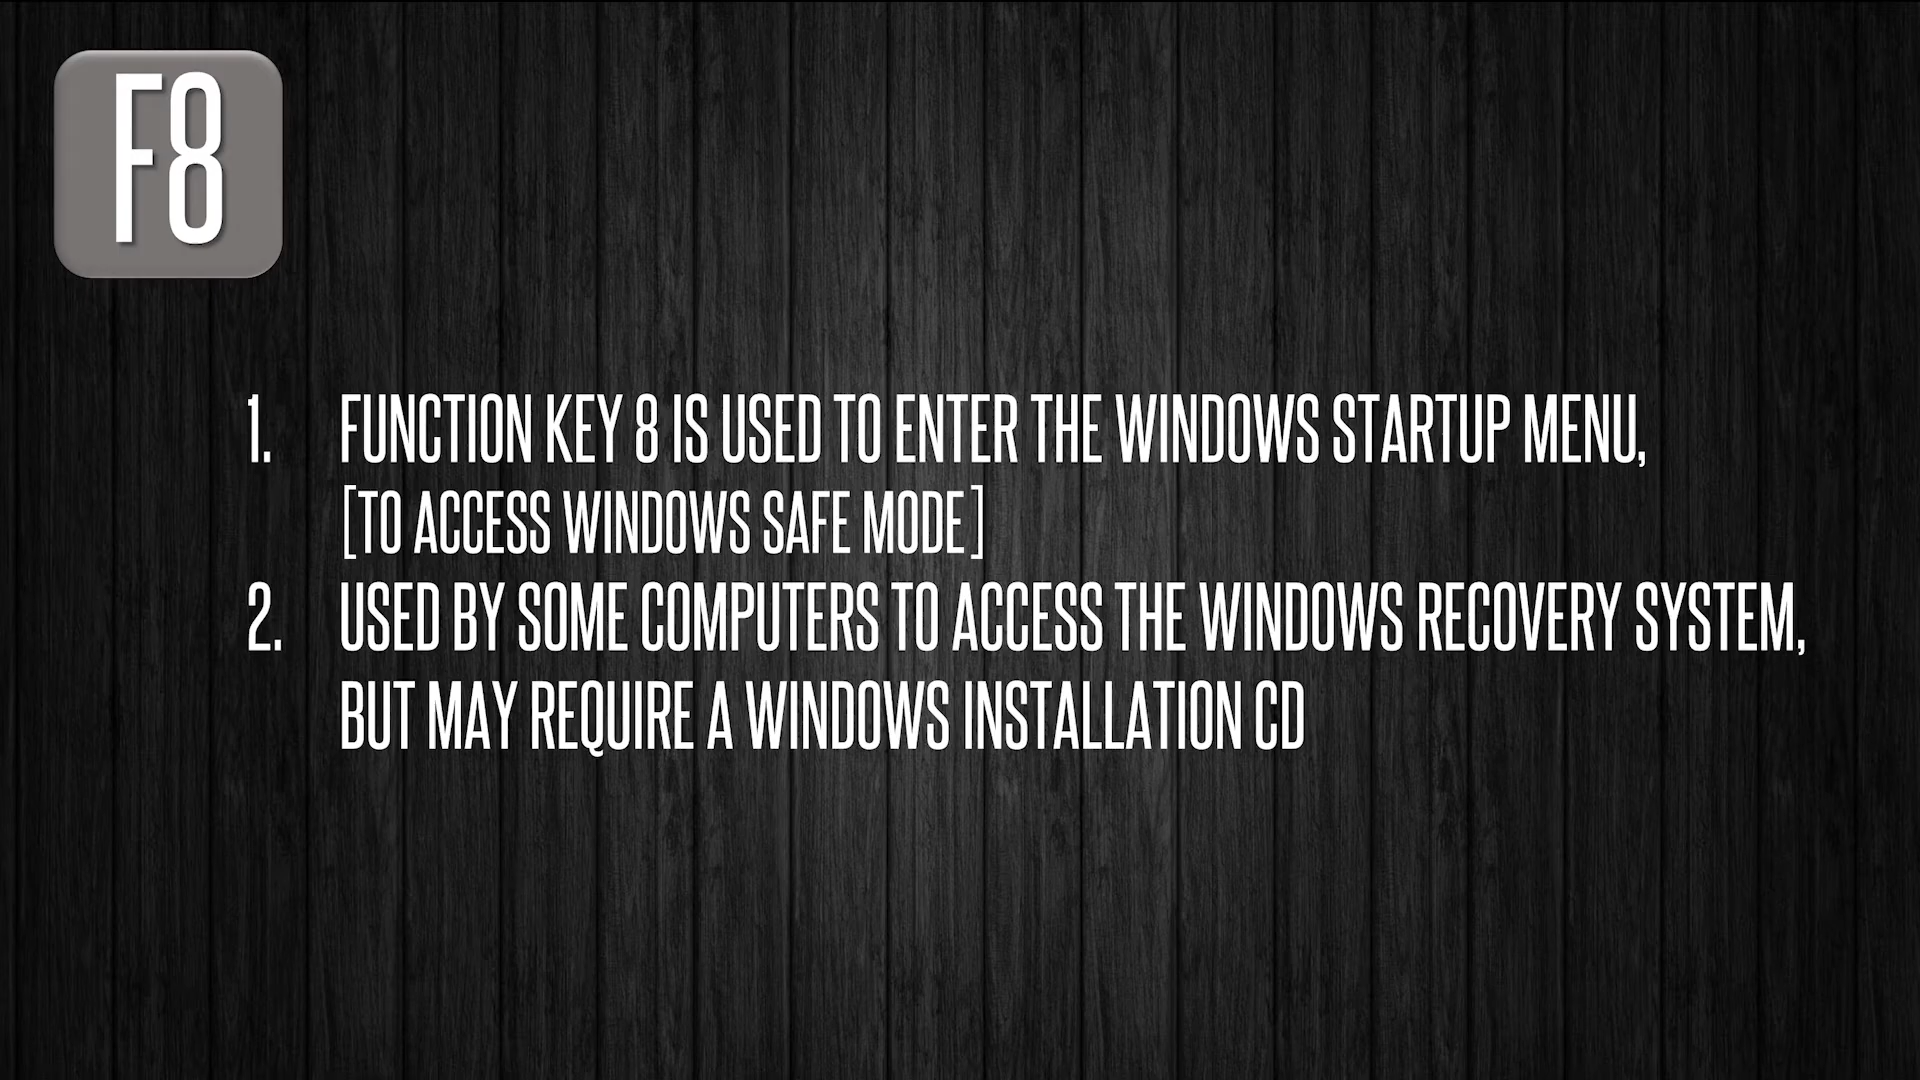 F8
1. FUNCTION KEY 8 IS USED TO ENTER THE WINDOWS STARTUP MENU,
[TO ACCESS WINDOWS SAFE MODE]
2. USED BY SOME COMPUTERS TO ACCESS THE WINDOWS RECOVERY SYSTEM,
BUT MAY REQUIRE A WINDOWS INSTALLATION CD